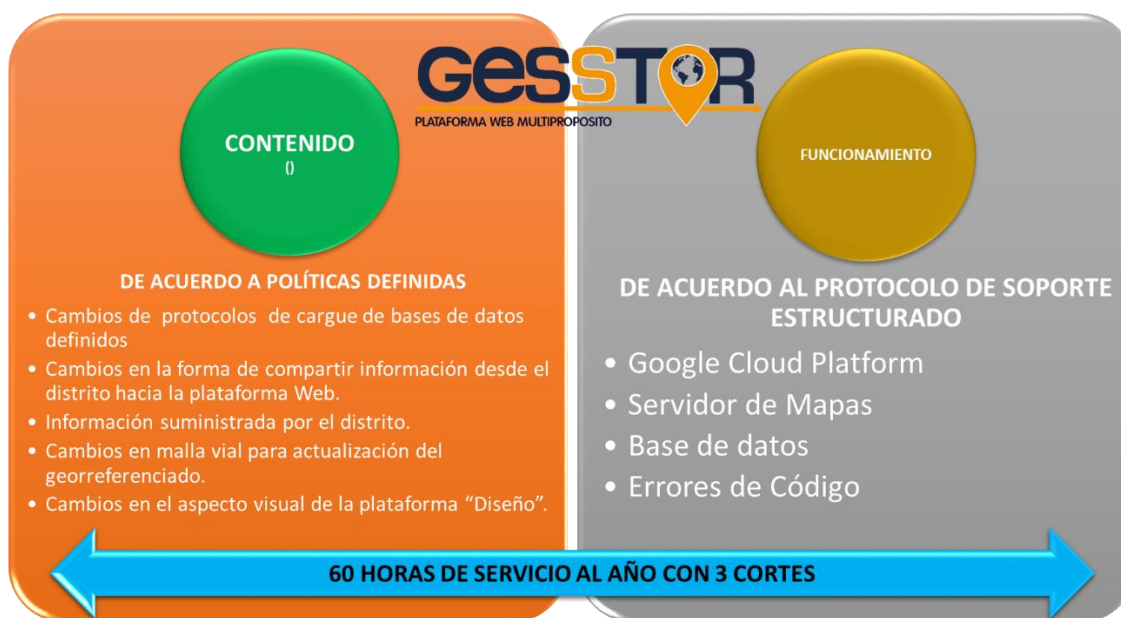 GESSTOR
PLATAFORMA WEB MULTIPROPOSITO
CONTENIDO
()
DE ACUERDO A POLÍTICAS DEFINIDAS
• Cambios de protocolos de cargue de bases de datos
definidos
• Cambios en la forma de compartir información desde el
distrito hacia la plataforma Web.
• Información suministrada por el distrito.
• Cambios en malla vial para actualización del
georreferenciado.
• Cambios en el aspecto visual de la plataforma “Diseño”.
FUNCIONAMIENTO
DE ACUERDO AL PROTOCOLO DE SOPORTE
ESTRUCTURADO
• Google Cloud Platform
• Servidor de Mapas
• Base de datos
• Errores de Código
60 HORAS DE SERVICIO AL AÑO CON 3 CORTES